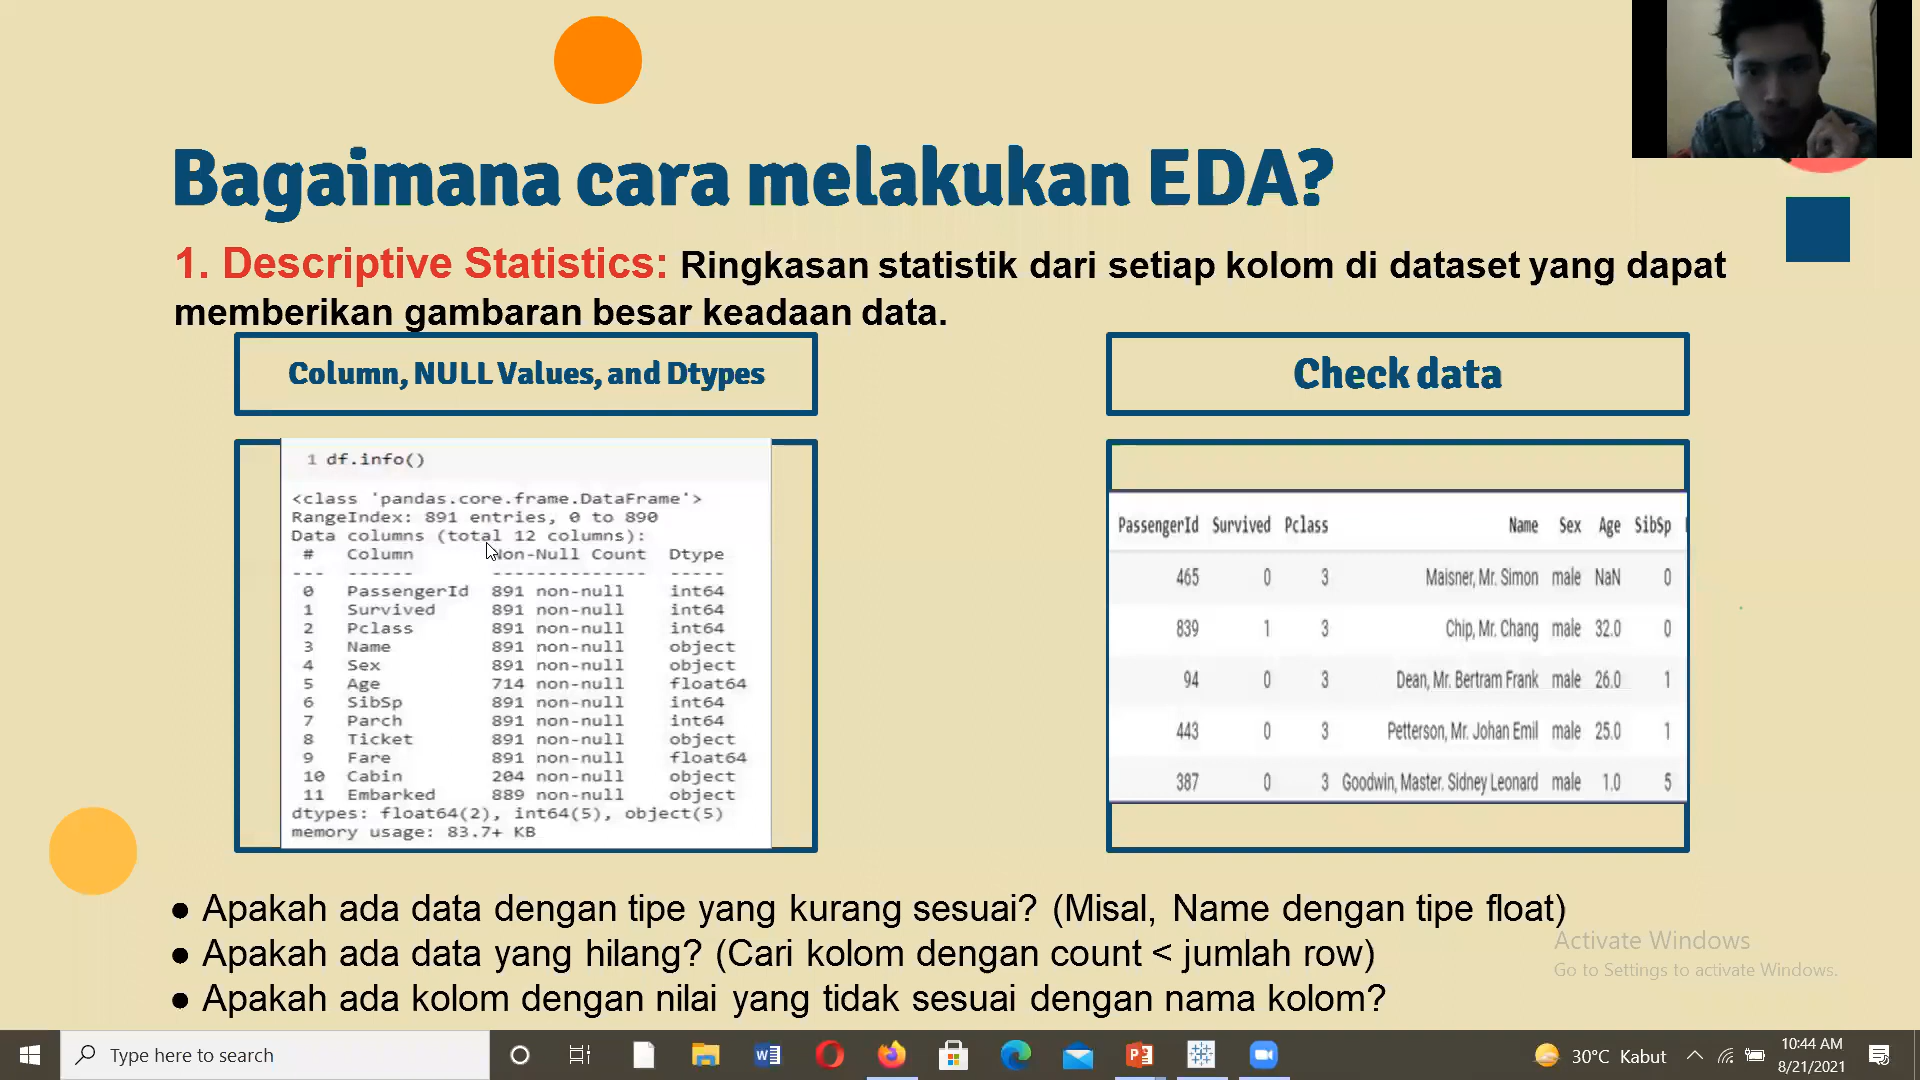 Bagaimana cara melakukan EDA?
1. Descriptive Statistics: Ringkasan statistik dari setiap kolom di dataset yang dapat
memberikan gambaran besar keadaan data.
Column, NULL Values, and Dtypes
1 df.info()
<class 'pandas.core.frame.DataFrame'>
RangeIndex: 891 entries, 0 to 890
Data columns (total 12 columns):
# Column Non-Null Count Dtype
--- ------ -------------- -----
0 PassengerId 891 non-null int64
1 Survived 891 non-null int64
2 Pclass 891 non-null int64
3 Name 891 non-null object
4 Sex 891 non-null object
5 Age 714 non-null float64
6 SibSp 891 non-null int64
7 Parch 891 non-null int64
8 Ticket 891 non-null object
9 Fare 891 non-null float64
10 Cabin 204 non-null object
11 Embarked 889 non-null object
dtypes: float64(2), int64(5), object(5)
memory usage: 83.7+ KB
Check data
PassengerId Survived Pclass Name Sex Age SibSp
465 0 3 Maisner, Mr. Simon male NaN 0
839 1 3 Chip, Mr. Chang male 32.0 0
94 0 3 Dean, Mr. Bertram Frank male 26.0 1
443 0 3 Petterson, Mr. Johan Emil male 25.0 1
387 0 3 Goodwin, Master. Sidney Leonard male 1.0 5
● Apakah ada data dengan tipe yang kurang sesuai? (Misal, Name dengan tipe float)
● Apakah ada data yang hilang? (Cari kolom dengan count < jumlah row)
● Apakah ada kolom dengan nilai yang tidak sesuai dengan nama kolom?
Activate Windows
Go to Settings to activate Windows.
Type here to search
30°C Kabut
10:44 AM
8/21/2021